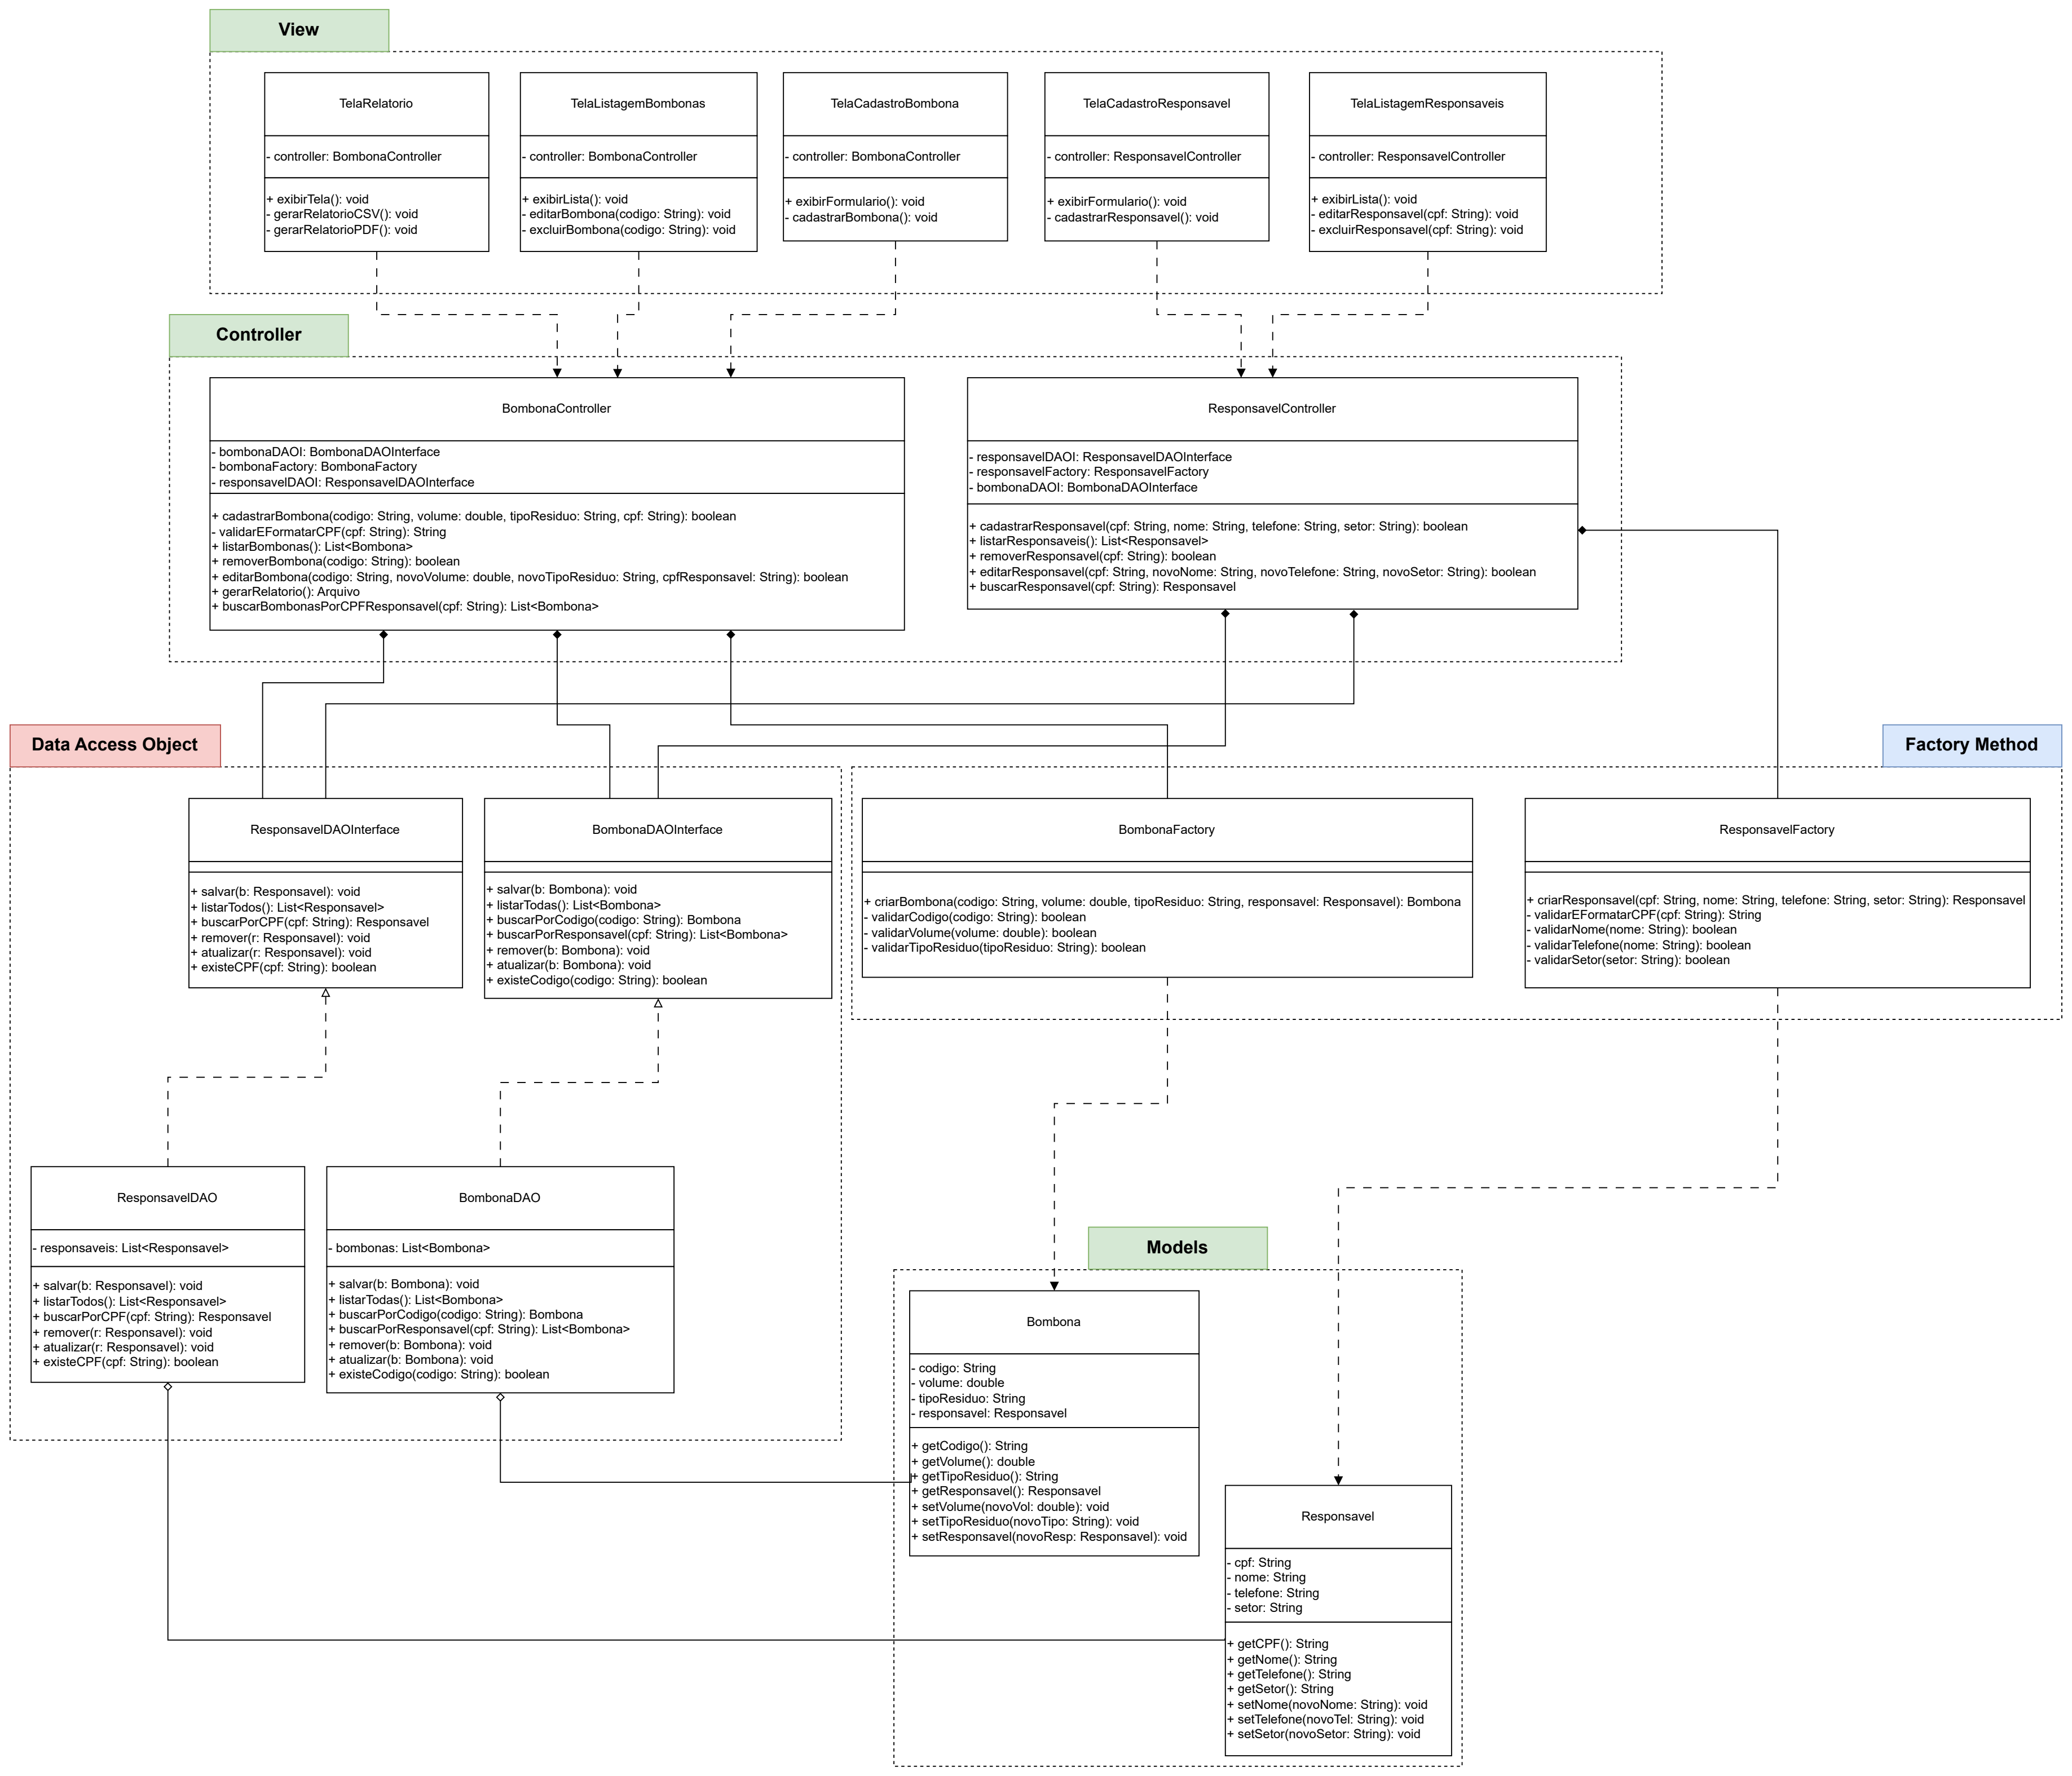 View
TelaRelatorio
- controller: BombonaController
+ exibirTela(): void
- gerarRelatorioCSV(): void
- gerarRelatorioPDF(): void
TelaListagemBombonas
- controller: BombonaController
+ exibirLista(): void
- editarBombona(codigo: String): void
- excluirBombona(codigo: String): void
TelaCadastroBombona
- controller: BombonaController
+ exibirFormulario(): void
- cadastrarBombona(): void
TelaCadastroResponsavel
- controller: ResponsavelController
+ exibirFormulario(): void
- cadastrarResponsavel(): void
TelaListagemResponsaveis
- controller: ResponsavelController
+ exibirLista(): void
- editarResponsavel(cpf: String): void
- excluirResponsavel(cpf: String): void
Controller
BombonaController
- bombonaDAOI: BombonaDAOInterface
- bombonaFactory: BombonaFactory
- responsavelDAOI: ResponsavelDAOInterface
+ cadastrarBombona(codigo: String, volume: double, tipoResiduo: String, cpf: String): boolean
- validarEFormatarCPF(cpf: String): String
+ listarBombonas(): List<Bombona>
+ removerBombona(codigo: String): boolean
+ editarBombona(codigo: String, novoVolume: double, novoTipoResiduo: String, cpfResponsavel: String): boolean
+ gerarRelatorio(): Arquivo
+ buscarBombonasPorCPFResponsavel(cpf: String): List<Bombona>
ResponsavelController
- responsavelDAOI: ResponsavelDAOInterface
- responsavelFactory: ResponsavelFactory
- bombonaDAOI: BombonaDAOInterface
+ cadastrarResponsavel(cpf: String, nome: String, telefone: String, setor: String): boolean
+ listarResponsaveis(): List<Responsavel>
+ removerResponsavel(cpf: String): boolean
+ editarResponsavel(cpf: String, novoNome: String, novoTelefone: String, novoSetor: String): boolean
+ buscarResponsavel(cpf: String): Responsavel
Data Access Object
Factory Method
ResponsavelDAOInterface
+ salvar(b: Responsavel): void
+ listarTodos(): List<Responsavel>
+ buscarPorCPF(cpf: String): Responsavel
+ remover(r: Responsavel): void
+ atualizar(r: Responsavel): void
+ existeCPF(cpf: String): boolean
BombonaDAOInterface
+ salvar(b: Bombona): void
+ listarTodas(): List<Bombona>
+ buscarPorCodigo(codigo: String): Bombona
+ buscarPorResponsavel(cpf: String): List<Bombona>
+ remover(b: Bombona): void
+ atualizar(b: Bombona): void
+ existeCodigo(codigo: String): boolean
BombonaFactory
+ criarBombona(codigo: String, volume: double, tipoResiduo: String, responsavel: Responsavel): Bombona
- validarCodigo(codigo: String): boolean
- validarVolume(volume: double): boolean
- validarTipoResiduo(tipoResiduo: String): boolean
ResponsavelFactory
+ criarResponsavel(cpf: String, nome: String, telefone: String, setor: String): Responsavel
- validarEFormatarCPF(cpf: String): String
- validarNome(nome: String): boolean
- validarTelefone(nome: String): boolean
- validarSetor(setor: String): boolean
ResponsavelDAO
- responsaveis: List<Responsavel>
+ salvar(b: Responsavel): void
+ listarTodos(): List<Responsavel>
+ buscarPorCPF(cpf: String): Responsavel
+ remover(r: Responsavel): void
+ atualizar(r: Responsavel): void
+ existeCPF(cpf: String): boolean
BombonaDAO
- bombonas: List<Bombona>
+ salvar(b: Bombona): void
+ listarTodas(): List<Bombona>
+ buscarPorCodigo(codigo: String): Bombona
+ buscarPorResponsavel(cpf: String): List<Bombona>
+ remover(b: Bombona): void
+ atualizar(b: Bombona): void
+ existeCodigo(codigo: String): boolean
Models
Bombona
- codigo: String
- volume: double
- tipoResiduo: String
- responsavel: Responsavel
+ getCodigo(): String
+ getVolume(): double
+ getTipoResiduo(): String
+ getResponsavel(): Responsavel
+ setVolume(novoVol: double): void
+ setTipoResiduo(novoTipo: String): void
+ setResponsavel(novoResp: Responsavel): void
Responsavel
- cpf: String
- nome: String
- telefone: String
- setor: String
+ getCPF(): String
+ getNome(): String
+ getTelefone(): String
+ getSetor(): String
+ setNome(novoNome: String): void
+ setTelefone(novoTel: String): void
+ setSetor(novoSetor: String): void